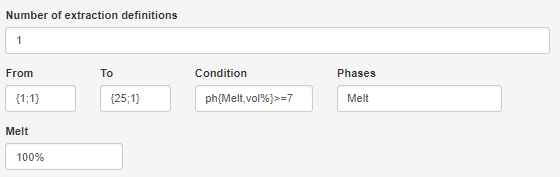 Number of extraction definitions
1
From To Condition Phases
{1;1} {25;1} ph{Melt,vol%}>=7 Melt
Melt
100%